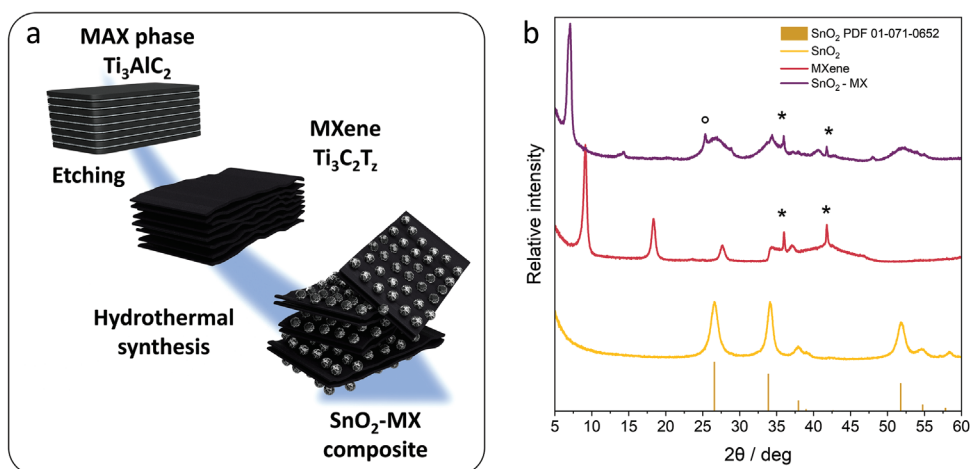 a
MAX phase
Ti₃AlC₂
Etching
MXene
Ti₃C₂T_z
Hydrothermal
synthesis
SnO₂-MX
composite
b
SnO₂ PDF 01-071-0652
SnO₂
MXene
SnO₂ - MX
° * *
* *
Relative intensity
5 10 15 20 25 30 35 40 45 50 55 60
2θ / deg